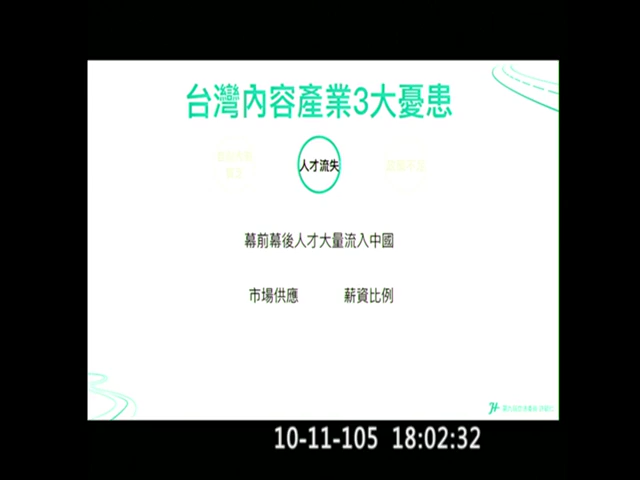 台灣內容產業3大憂患
人才流失
幕前幕後人才大量流入中國
市場供應 薪資比例
10-11-105 18:02:32